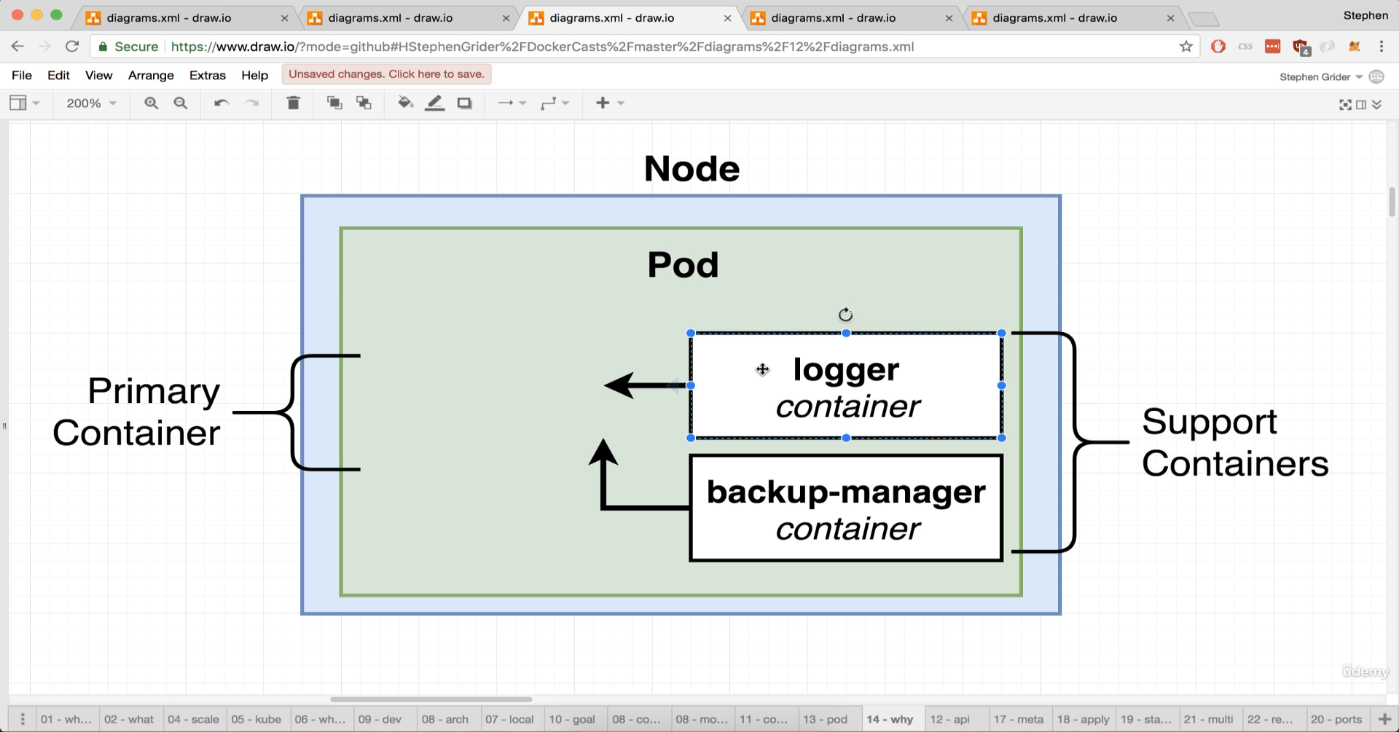 diagrams.xml - draw.io
diagrams.xml - draw.io
diagrams.xml - draw.io
diagrams.xml - draw.io
diagrams.xml - draw.io
Stephen
Secure
https://www.draw.io/?mode=github#HStephenGrider%2FDockerCasts%2Fmaster%2Fdiagrams%2F12%2Fdiagrams.xml
CSS
4
File Edit View Arrange Extras Help
Unsaved changes. Click here to save.
Stephen Grider
200%
Node
Pod
logger
container
backup-manager
container
Primary
Container
Support
Containers
ûdemy
01 - wh...
02 - what
04 - scale
05 - kube
06 - wh...
09 - dev
08 - arch
07 - local
10 - goal
08 - co...
08 - mo...
11 - co...
13 - pod
14 - why
12 - api
17 - meta
18 - apply
19 - sta...
21 - multi
22 - re...
20 - ports